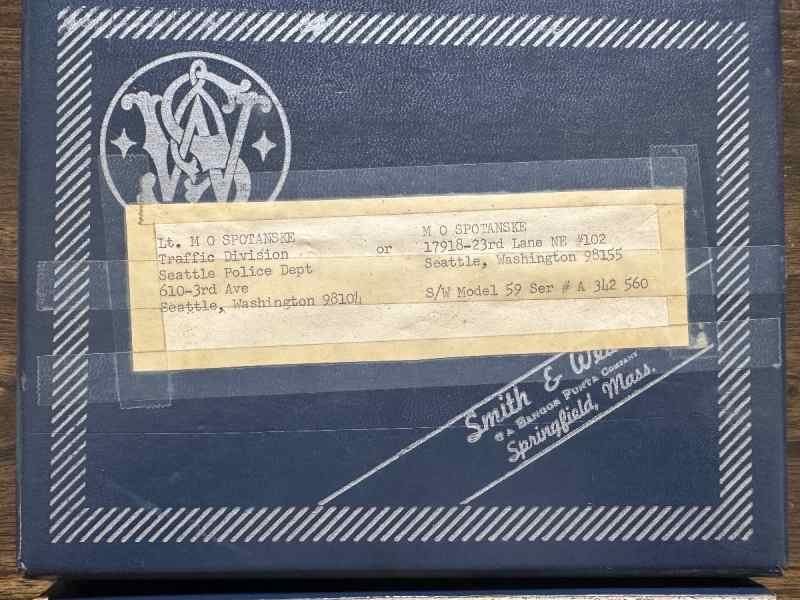 Lt. M O SPOTANSKE
Traffic Division
Seattle Police Dept
610-3rd Ave
Seattle, Washington 98104
or
M O SPOTANSKE
17918-23rd Lane NE #102
Seattle, Washington 98155
S/W Model 59 Ser # A 342 560
Smith & Wes
A BANGOR PUNTA COMPANY
Springfield, Mass.